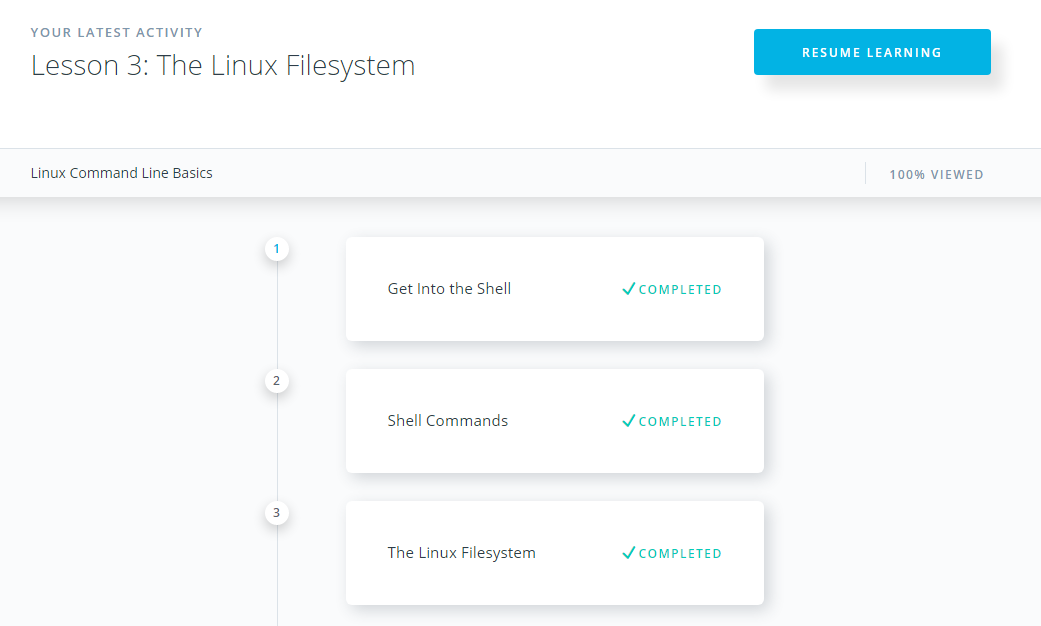 YOUR LATEST ACTIVITY
Lesson 3: The Linux Filesystem
RESUME LEARNING
Linux Command Line Basics
100% VIEWED
1
Get Into the Shell
COMPLETED
2
Shell Commands
COMPLETED
3
The Linux Filesystem
COMPLETED